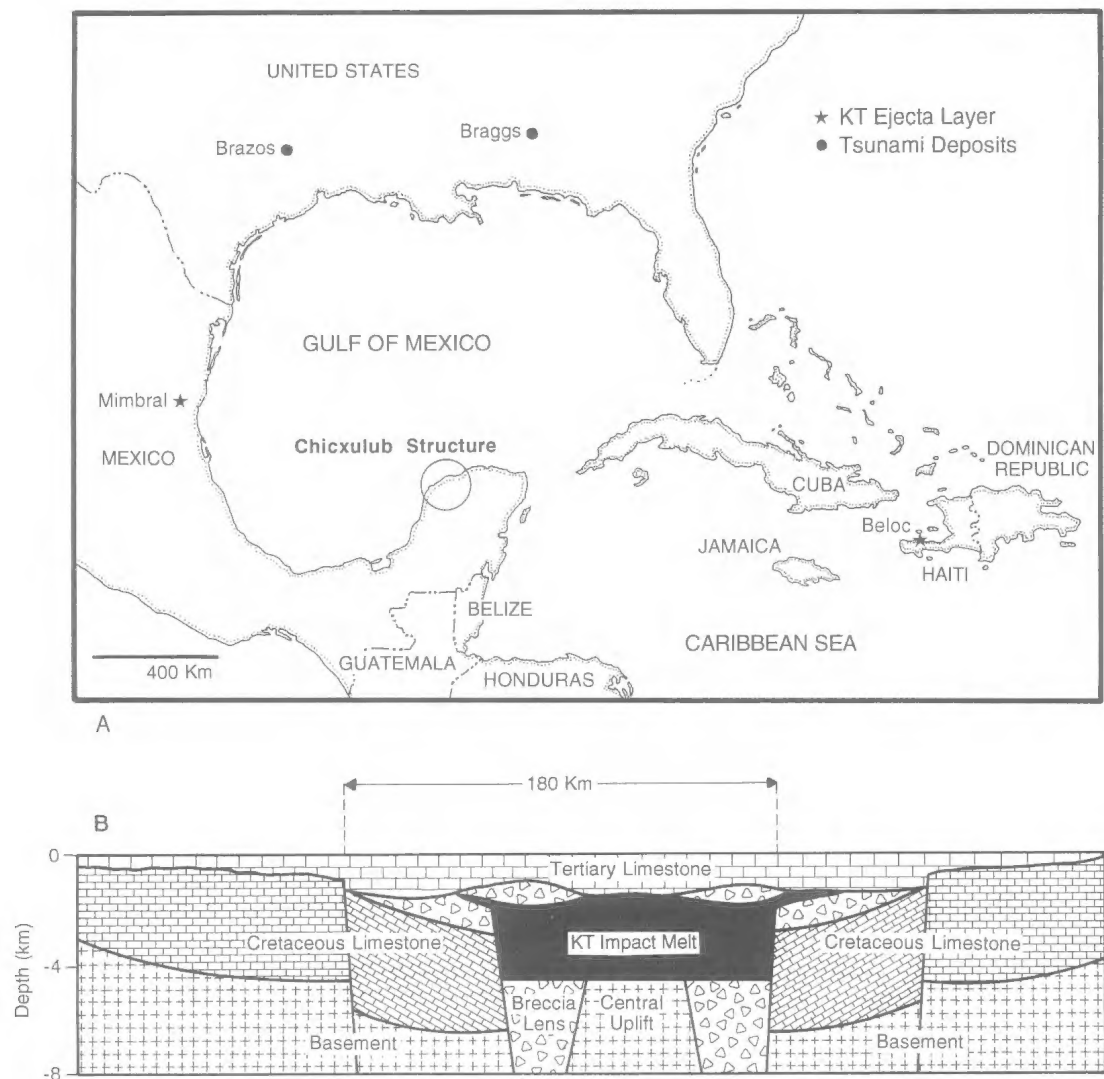 UNITED STATES
★ KT Ejecta Layer
● Tsunami Deposits
Braggs
Brazos
GULF OF MEXICO
Mimbral
MEXICO
Chicxulub Structure
DOMINICAN
REPUBLIC
CUBA
Beloc
JAMAICA
HAITI
BELIZE
CARIBBEAN SEA
400 Km
GUATEMALA
HONDURAS
A
180 Km
B
0
Tertiary Limestone
Cretaceous Limestone
KT Impact Melt
Cretaceous Limestone
Depth (km)
-4
Breccia
Lens
Central
Uplift
Basement
Basement
-8